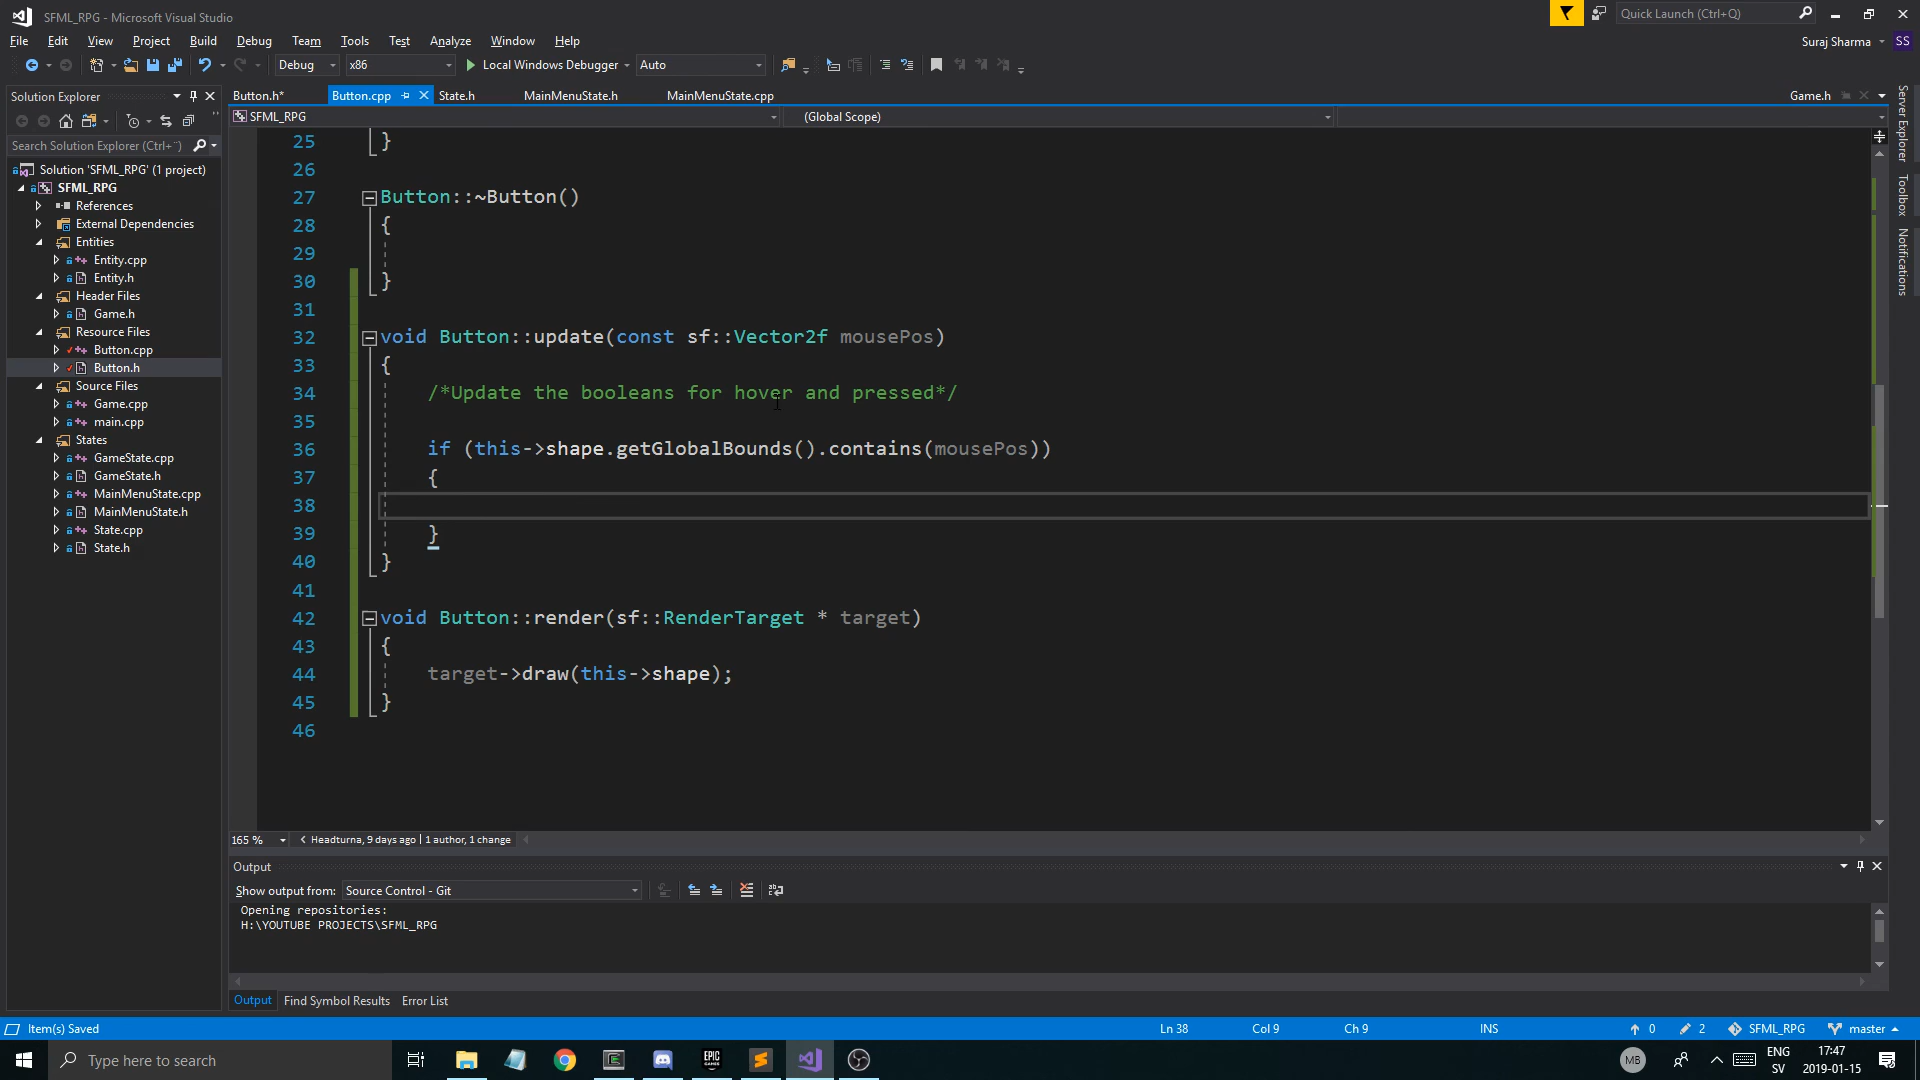 SFML_RPG - Microsoft Visual Studio
Quick Launch (Ctrl+Q)
File Edit View Project Build Debug Team Tools Test Analyze Window Help
Suraj Sharma SS
Debug x86 Local Windows Debugger Auto
Solution Explorer
Button.h* Button.cpp State.h MainMenuState.h MainMenuState.cpp Game.h
SFML_RPG (Global Scope)
Search Solution Explorer (Ctrl+¨)
Solution 'SFML_RPG' (1 project)
SFML_RPG
References
External Dependencies
Entities
Entity.cpp
Entity.h
Header Files
Game.h
Resource Files
Button.cpp
Button.h
Source Files
Game.cpp
main.cpp
States
GameState.cpp
GameState.h
MainMenuState.cpp
MainMenuState.h
State.cpp
State.h
25 }
26
27 Button::~Button()
28 {
29
30 }
31
32 void Button::update(const sf::Vector2f mousePos)
33 {
34 /*Update the booleans for hover and pressed*/
35
36 if (this->shape.getGlobalBounds().contains(mousePos))
37 {
38
39 }
40 }
41
42 void Button::render(sf::RenderTarget * target)
43 {
44 target->draw(this->shape);
45 }
46
165 % Headturna, 9 days ago | 1 author, 1 change
Output
Show output from: Source Control - Git
Opening repositories:
H:\YOUTUBE PROJECTS\SFML_RPG
Output Find Symbol Results Error List
Item(s) Saved Ln 38 Col 9 Ch 9 INS 0 2 SFML_RPG master
Type here to search
EPIC GAMES
MB
ENG
SV
17:47
2019-01-15
Server Explorer
Toolbox
Notifications